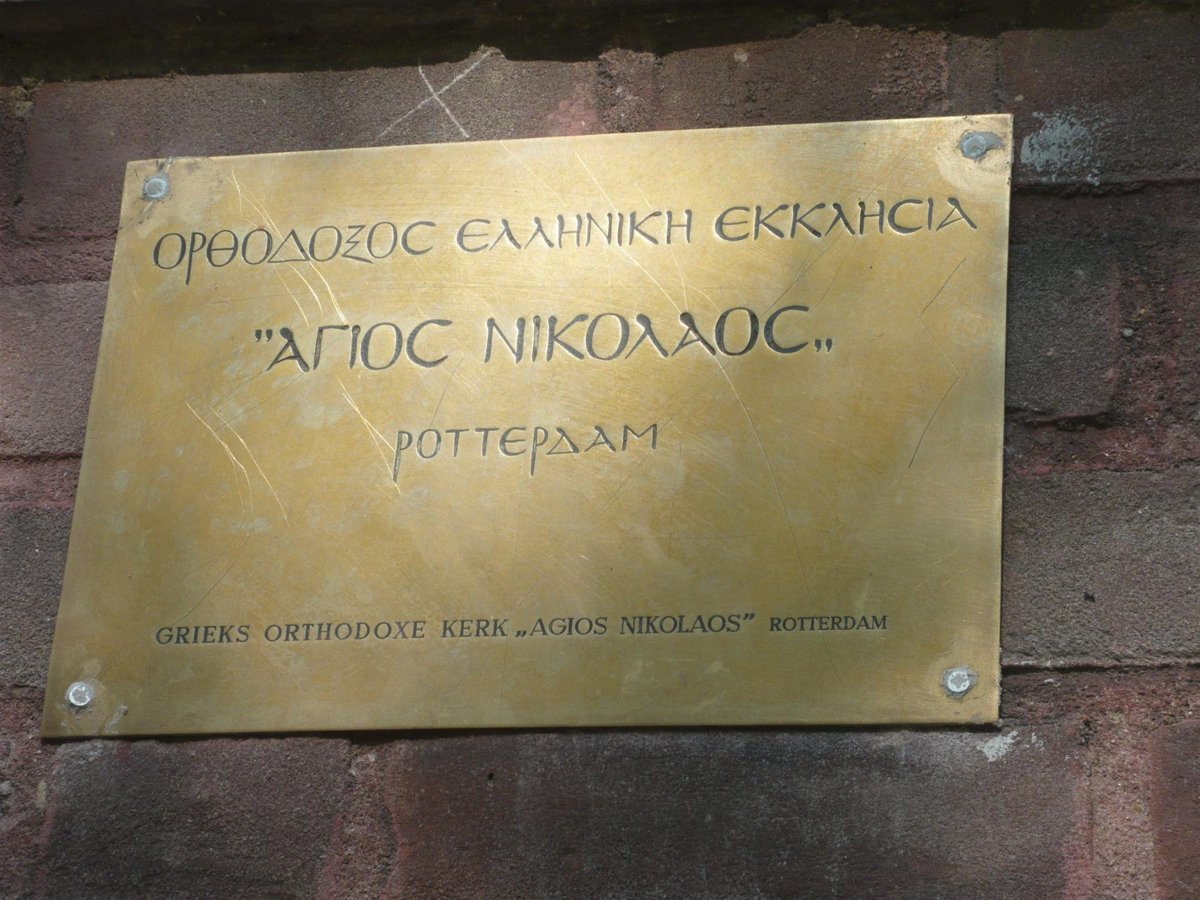 ΟΡΘΟΔΟΞΟϹ ΕΛΛΗΝΙΚΗ ΕΚΚΛΗϹΙΑ
"ΑΓΙΟϹ ΝΙΚΟΛΑΟϹ„
ΡΟΤΤΕΡΔΑΜ
GRIEKS ORTHODOXE KERK „AGIOS NIKOLAOS” ROTTERDAM